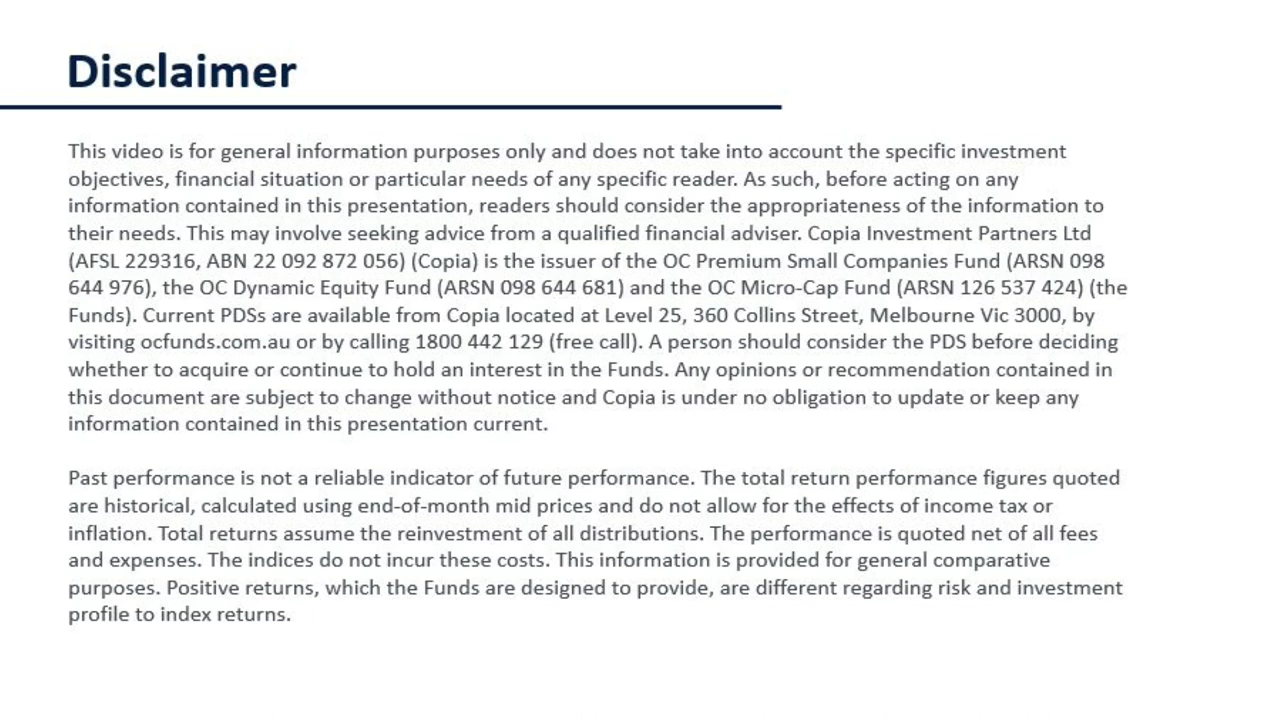 Disclaimer
This video is for general information purposes only and does not take into account the specific investment
objectives, financial situation or particular needs of any specific reader. As such, before acting on any
information contained in this presentation, readers should consider the appropriateness of the information to
their needs. This may involve seeking advice from a qualified financial adviser. Copia Investment Partners Ltd
(AFSL 229316, ABN 22 092 872 056) (Copia) is the issuer of the OC Premium Small Companies Fund (ARSN 098
644 976), the OC Dynamic Equity Fund (ARSN 098 644 681) and the OC Micro-Cap Fund (ARSN 126 537 424) (the
Funds). Current PDSs are available from Copia located at Level 25, 360 Collins Street, Melbourne Vic 3000, by
visiting ocfunds.com.au or by calling 1800 442 129 (free call). A person should consider the PDS before deciding
whether to acquire or continue to hold an interest in the Funds. Any opinions or recommendation contained in
this document are subject to change without notice and Copia is under no obligation to update or keep any
information contained in this presentation current.
Past performance is not a reliable indicator of future performance. The total return performance figures quoted
are historical, calculated using end-of-month mid prices and do not allow for the effects of income tax or
inflation. Total returns assume the reinvestment of all distributions. The performance is quoted net of all fees
and expenses. The indices do not incur these costs. This information is provided for general comparative
purposes. Positive returns, which the Funds are designed to provide, are different regarding risk and investment
profile to index returns.